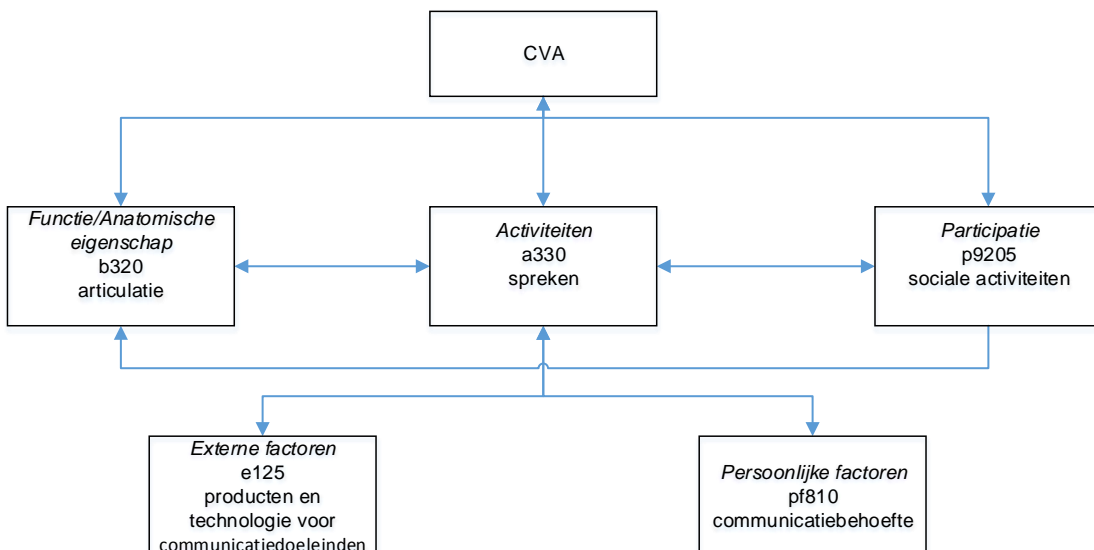 CVA
Functie/Anatomische
eigenschap
b320
articulatie
Activiteiten
a330
spreken
Participatie
p9205
sociale activiteiten
Externe factoren
e125
producten en
technologie voor
communicatiedoeleinden
Persoonlijke factoren
pf810
communicatiebehoefte